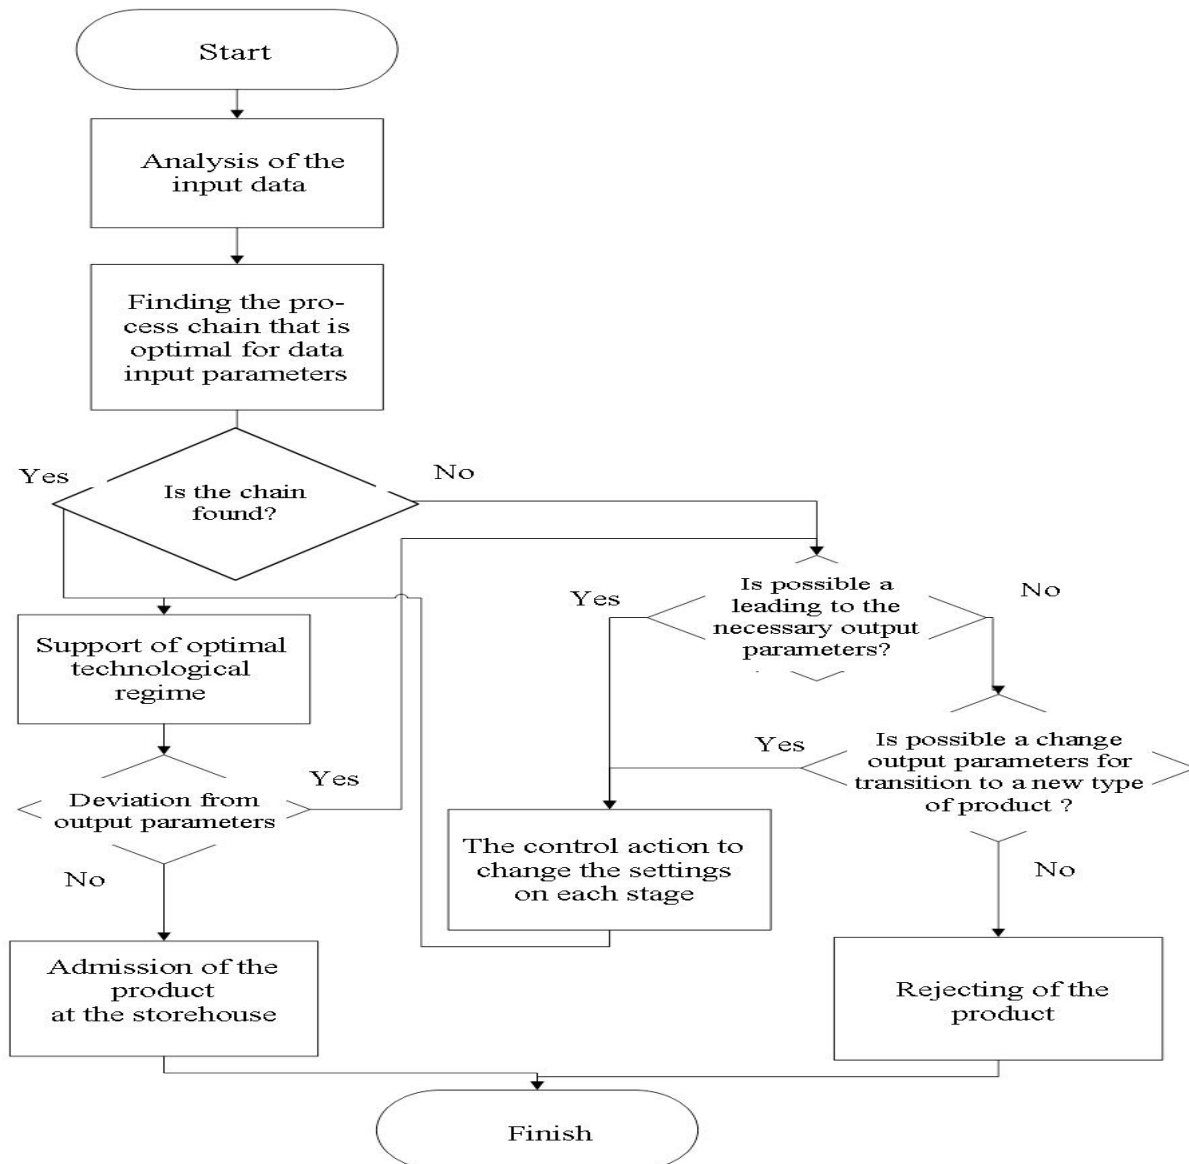 Start
Analysis of the
input data
Finding the pro-
cess chain that is
optimal for data
input parameters
Yes
No
Is the chain
found?
Yes
Is possible a
leading to the
necessary output
parameters?
No
Support of optimal
technological
regime
Yes
Deviation from
output parameters
No
Yes
Is possible a change
output parameters for
transition to a new type
of product ?
No
The control action to
change the settings
on each stage
Admission of the
product
at the storehouse
Rejecting of the
product
Finish